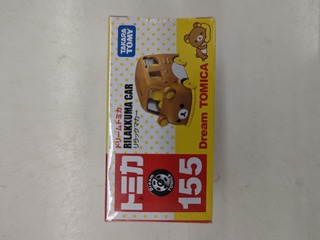 TAKARA
TOMY
ドリームトミカ
RILAKKUMA CAR
リラックマカー
Dream TOMICA
トミカ
155